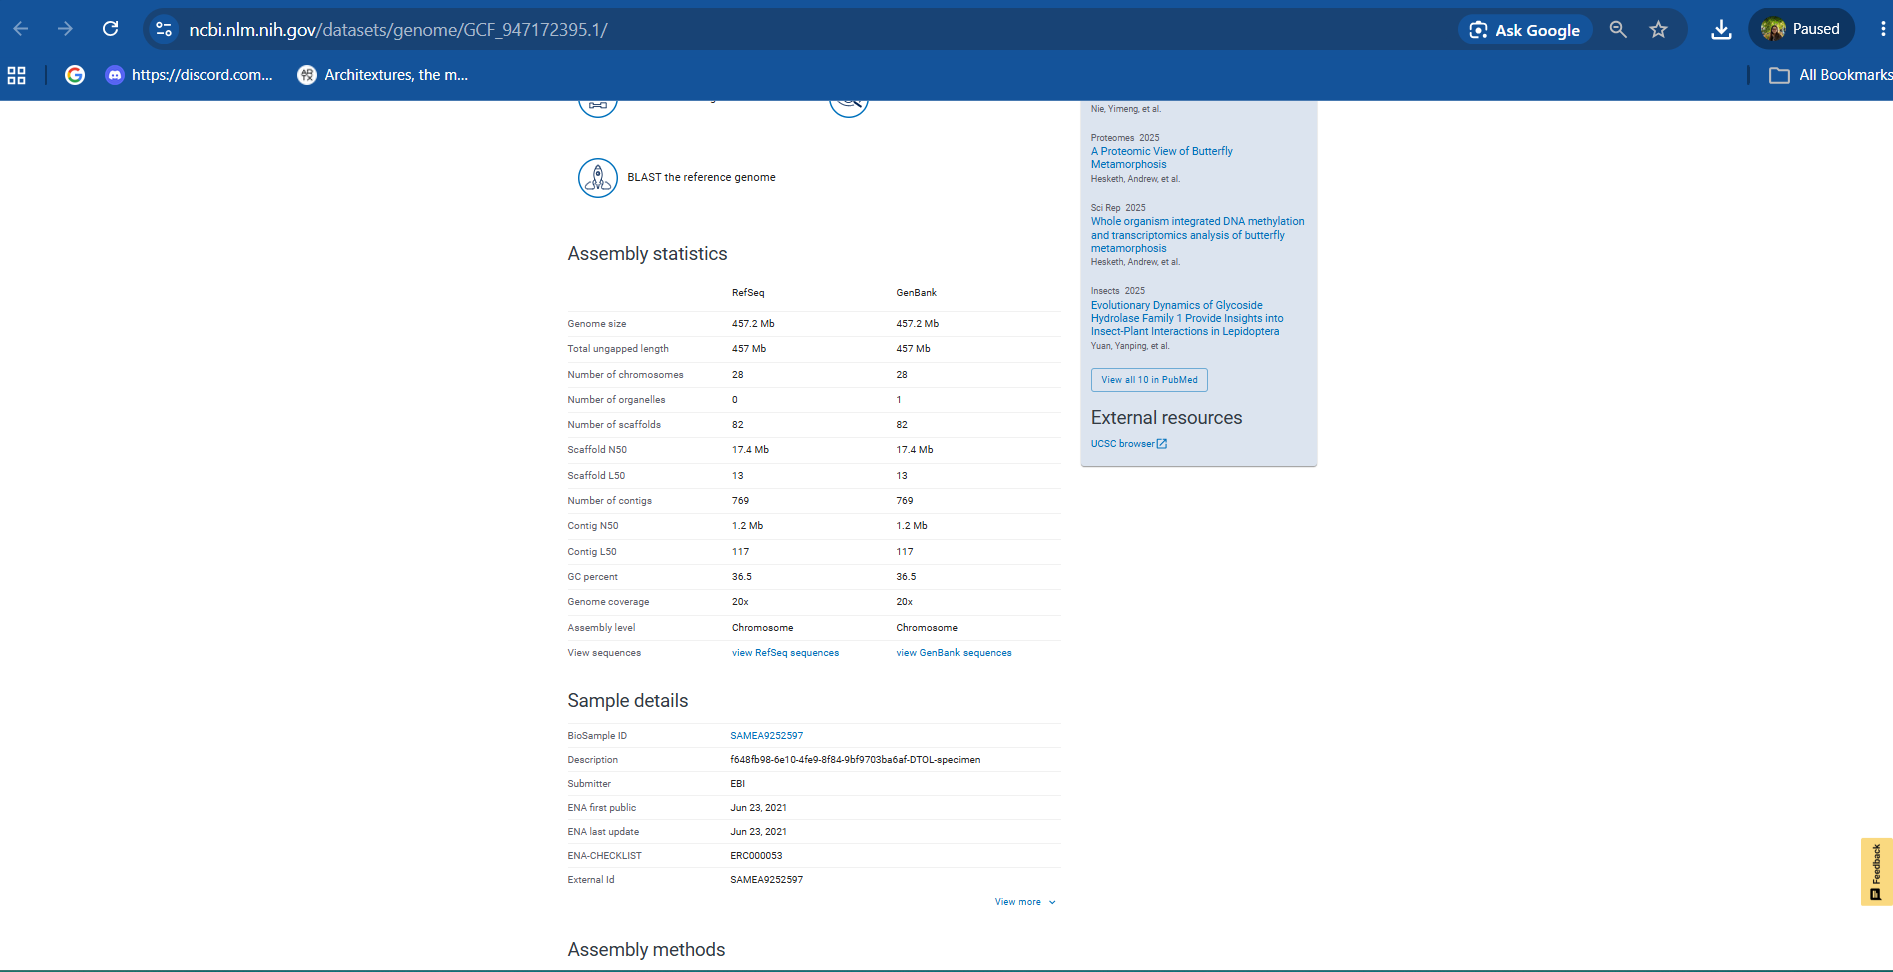 ncbi.nlm.nih.gov/datasets/genome/GCF_947172395.1/
Ask Google
Paused
https://discord.com...
Architextures, the m...
All Bookmarks
BLAST the reference genome
Assembly statistics
RefSeq GenBank
Genome size 457.2 Mb 457.2 Mb
Total ungapped length 457 Mb 457 Mb
Number of chromosomes 28 28
Number of organelles 0 1
Number of scaffolds 82 82
Scaffold N50 17.4 Mb 17.4 Mb
Scaffold L50 13 13
Number of contigs 769 769
Contig N50 1.2 Mb 1.2 Mb
Contig L50 117 117
GC percent 36.5 36.5
Genome coverage 20x 20x
Assembly level Chromosome Chromosome
View sequences view RefSeq sequences view GenBank sequences
Sample details
BioSample ID SAMEA9252597
Description f648fb98-6e10-4fe9-8f84-9bf9703ba6af-DTOL-specimen
Submitter EBI
ENA first public Jun 23, 2021
ENA last update Jun 23, 2021
ENA-CHECKLIST ERC000053
External Id SAMEA9252597
View more
Assembly methods
Nie, Yimeng, et al.
Proteomes 2025
A Proteomic View of Butterfly
Metamorphosis
Hesketh, Andrew, et al.
Sci Rep 2025
Whole organism integrated DNA methylation
and transcriptomics analysis of butterfly
metamorphosis
Hesketh, Andrew, et al.
Insects 2025
Evolutionary Dynamics of Glycoside
Hydrolase Family 1 Provide Insights into
Insect-Plant Interactions in Lepidoptera
Yuan, Yanping, et al.
View all 10 in PubMed
External resources
UCSC browser
Feedback